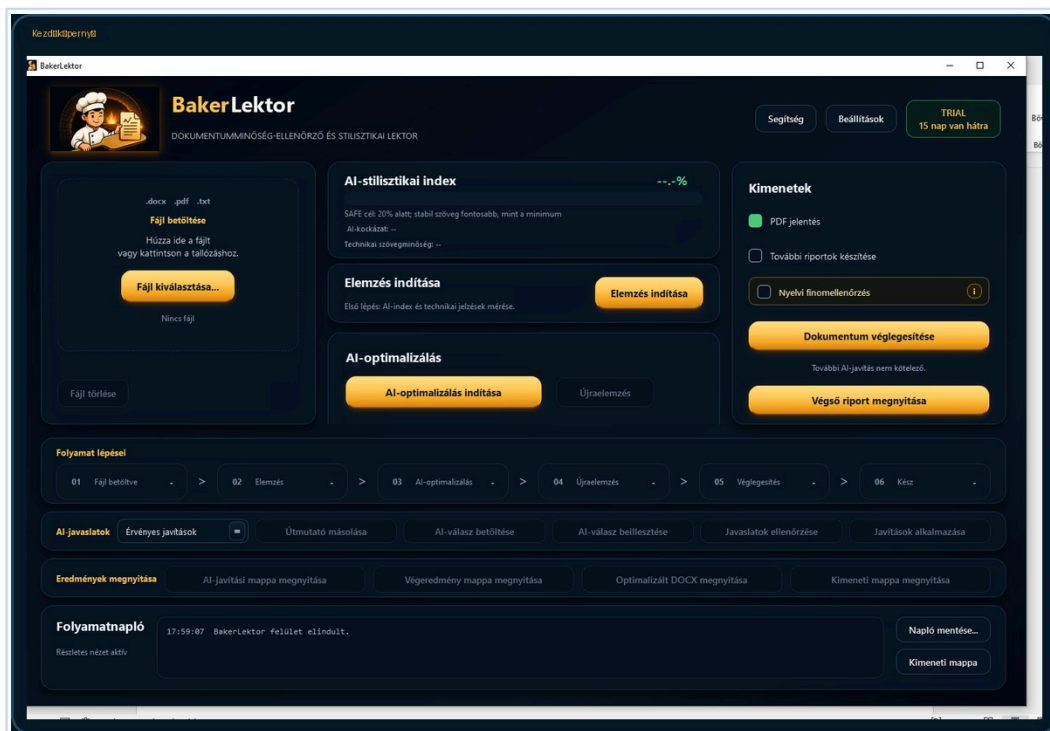 BakerLektor
BakerLektor
DOKUMENTUMMINŐSÉG-ELLENŐRZŐ ÉS STILISZTIKAI LEKTOR
Segítség
Beállítások
TRIAL
15 nap van hátra
.docx .pdf .txt
Fájl betöltése
Húzza ide a fájlt
vagy kattintson a tallózáshoz.
Fájl kiválasztása...
Nincs fájl
Fájl törlése
AI-stilisztikai index
--.-%
SAFE cél: 20% alatt; stabil szöveg fontosabb, mint a minimum
AI-kockázat: --
Technikai szövegminőség: --
Elemzés indítása
Első lépés: AI-index és technikai jelzések mérése.
Elemzés indítása
AI-optimalizálás
AI-optimalizálás indítása
Újraelemzés
Kimenetek
PDF jelentés
További riportok készítése
Nyelvi finomellenőrzés
i
Dokumentum véglegesítése
További AI-javítás nem kötelező.
Végső riport megnyitása
Folyamat lépései
01 Fájl betöltve - > 02 Elemzés - > 03 AI-optimalizálás - > 04 Újraelemzés - > 05 Véglegesítés - > 06 Kész -
AI-javaslatok Érvényes javítások Útmutató másolása AI-válasz betöltése AI-válasz beillesztése Javaslatok ellenőrzése Javítások alkalmazása
Eredmények megnyitása AI-javítási mappa megnyitása Végeredmény mappa megnyitása Optimalizált DOCX megnyitása Kimeneti mappa megnyitása
Folyamatnapló
Részletes nézet aktív
17:59:07 BakerLektor felület elindult.
Napló mentése...
Kimeneti mappa